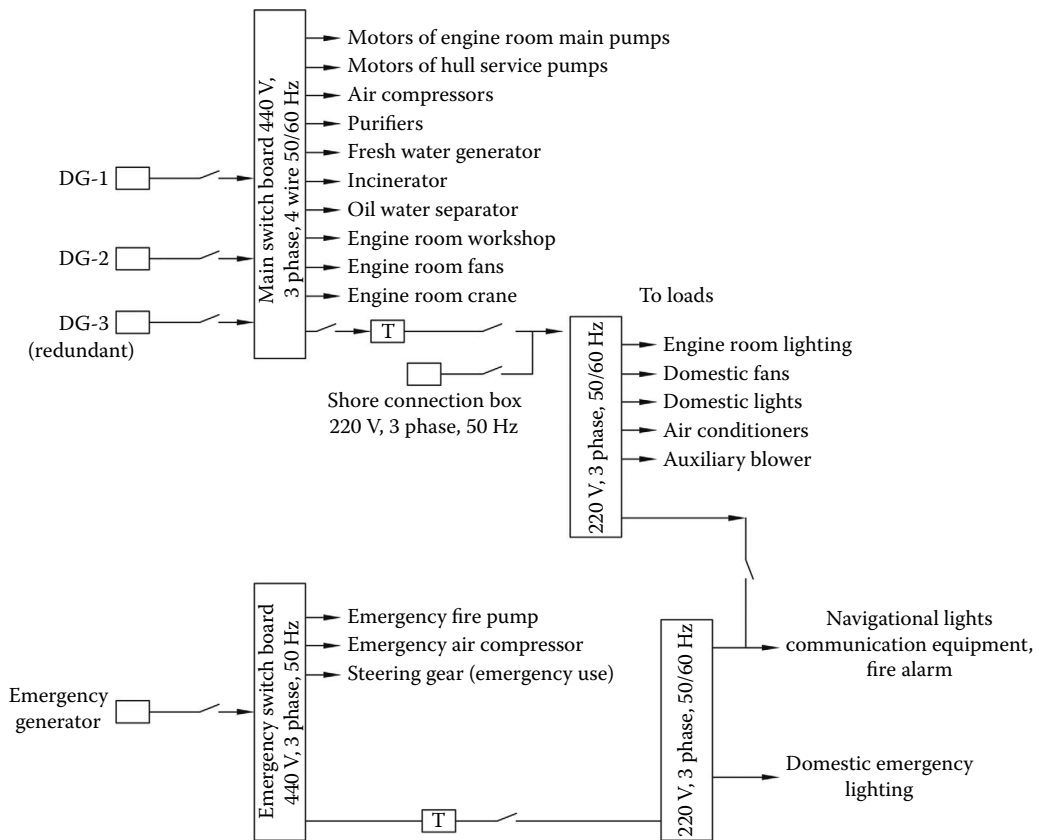 Main switch board 440 V,
3 phase, 4 wire 50/60 Hz
Motors of engine room main pumps
Motors of hull service pumps
Air compressors
Purifiers
Fresh water generator
Incinerator
Oil water separator
Engine room workshop
Engine room fans
Engine room crane
DG-1
DG-2
DG-3
(redundant)
T
Shore connection box
220 V, 3 phase, 50 Hz
To loads
220 V, 3 phase, 50/60 Hz
Engine room lighting
Domestic fans
Domestic lights
Air conditioners
Auxiliary blower
Emergency
generator
Emergency switch board
440 V, 3 phase, 50 Hz
Emergency fire pump
Emergency air compressor
Steering gear (emergency use)
T
220 V, 3 phase, 50/60 Hz
Navigational lights
communication equipment,
fire alarm
Domestic emergency
lighting